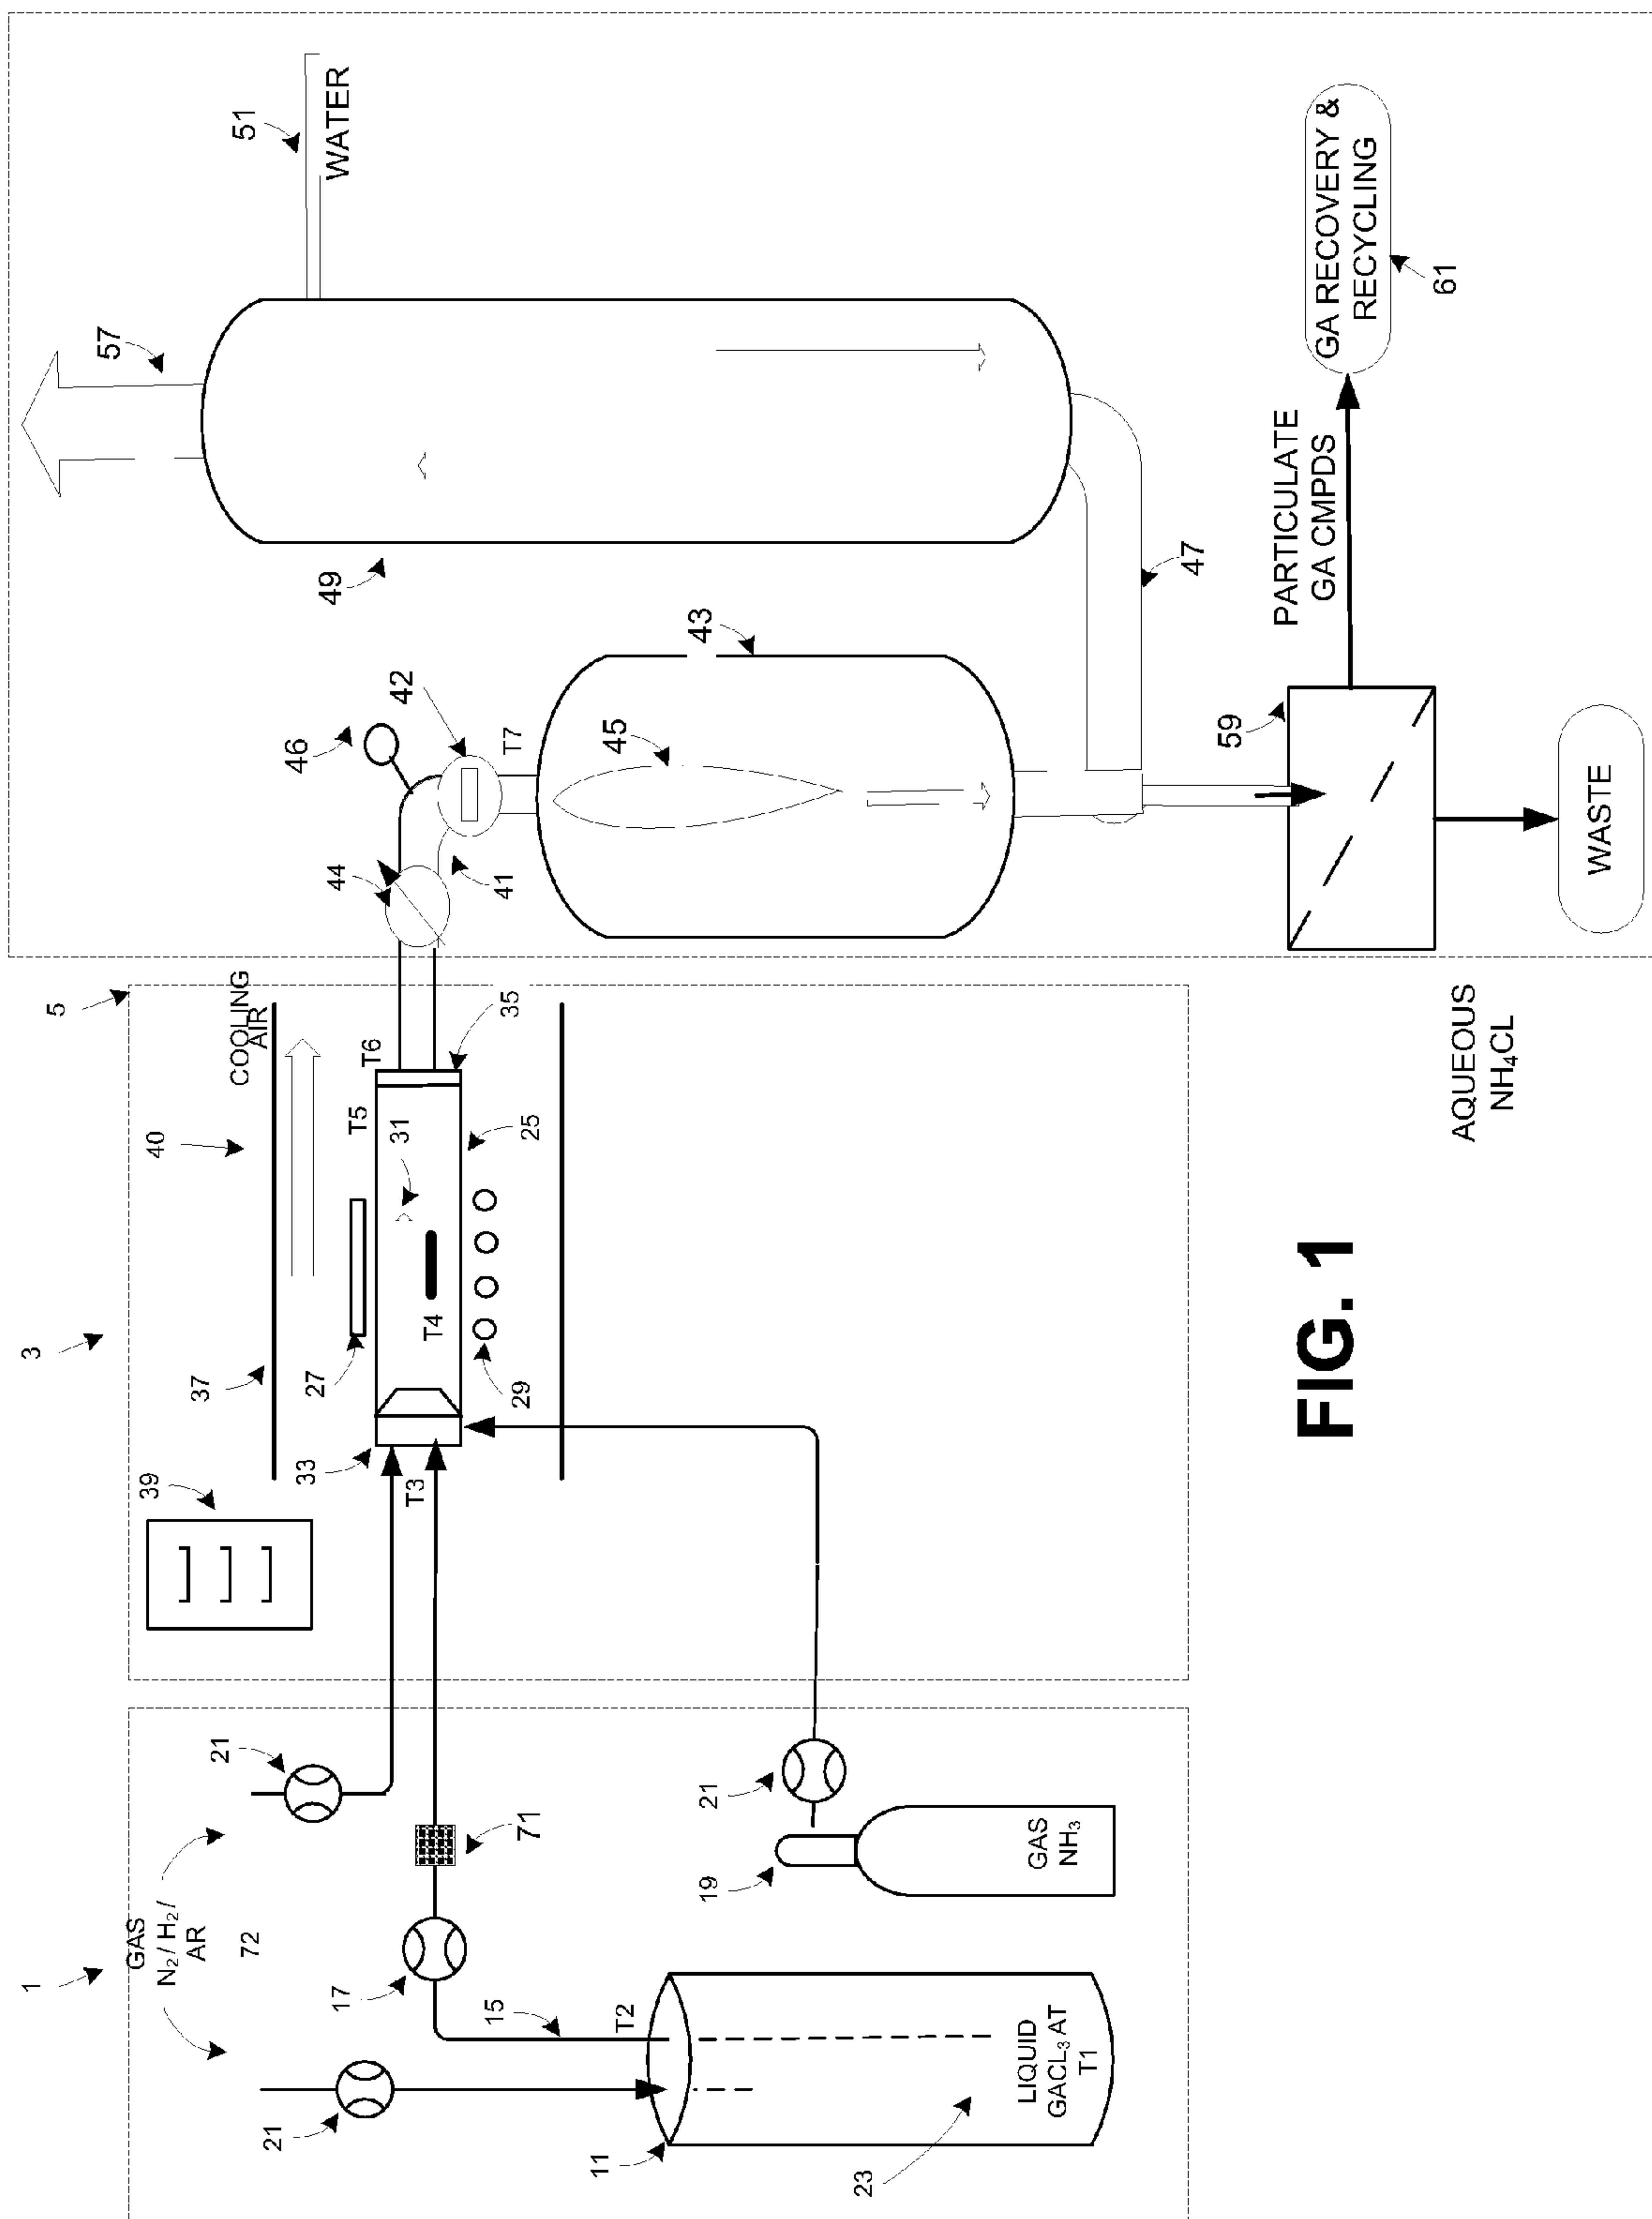 1
GAS
N₂/ H₂/
AR
72
21
21
17
71
15
T2
11
23
LIQUID
GACL₃ AT
T1
19
21
GAS
NH₃
3
5
39
37
40
COOLING
AIR
33
T3
27
T4
29
31
T5
T6
25
35
44
46
42
41
T7
43
45
47
49
57
51
WATER
59
PARTICULATE
GA CMPDS
GA RECOVERY &
RECYCLING
61
WASTE
AQUEOUS
NH₄CL
FIG. 1